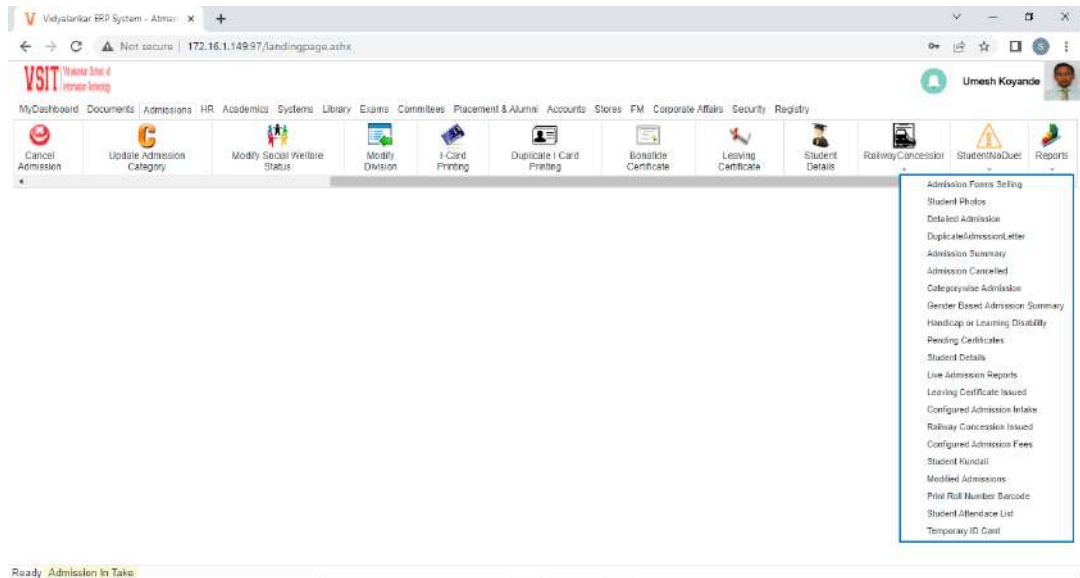 Vidyalankar ERP System - Atman
Not secure | 172.16.1.149:97/landingpage.ashx
S
VSIT Vidyalankar School of
Information Technology
Umesh Koyande
MyDashboard Documents Admissions HR Academics Systems Library Exams Commitees Placement & Alumni Accounts Stores FM Corporate Affairs Security Registry
Cancel Admission
Update Admission Category
Modify Social Welfare Status
Modify Division
I-Card Printing
Duplicate I Card Printing
Bonafide Certificate
Leaving Certificate
Student Details
RailwayConcession
StudentNoDues
Reports
Admission Forms Selling
Student Photos
Detailed Admission
DuplicateAdmissionLetter
Admission Summary
Admission Cancelled
Categorywise Admission
Gender Based Admission Summary
Handicap or Learning Disability
Pending Certificates
Student Details
Live Admission Reports
Leaving Certificate Issued
Configured Admission Intake
Railway Concession Issued
Configured Admission Fees
Student Kundali
Modified Admissions
Print Roll Number Barcode
Student Attendace List
Temporary ID Card
Ready Admission In Take